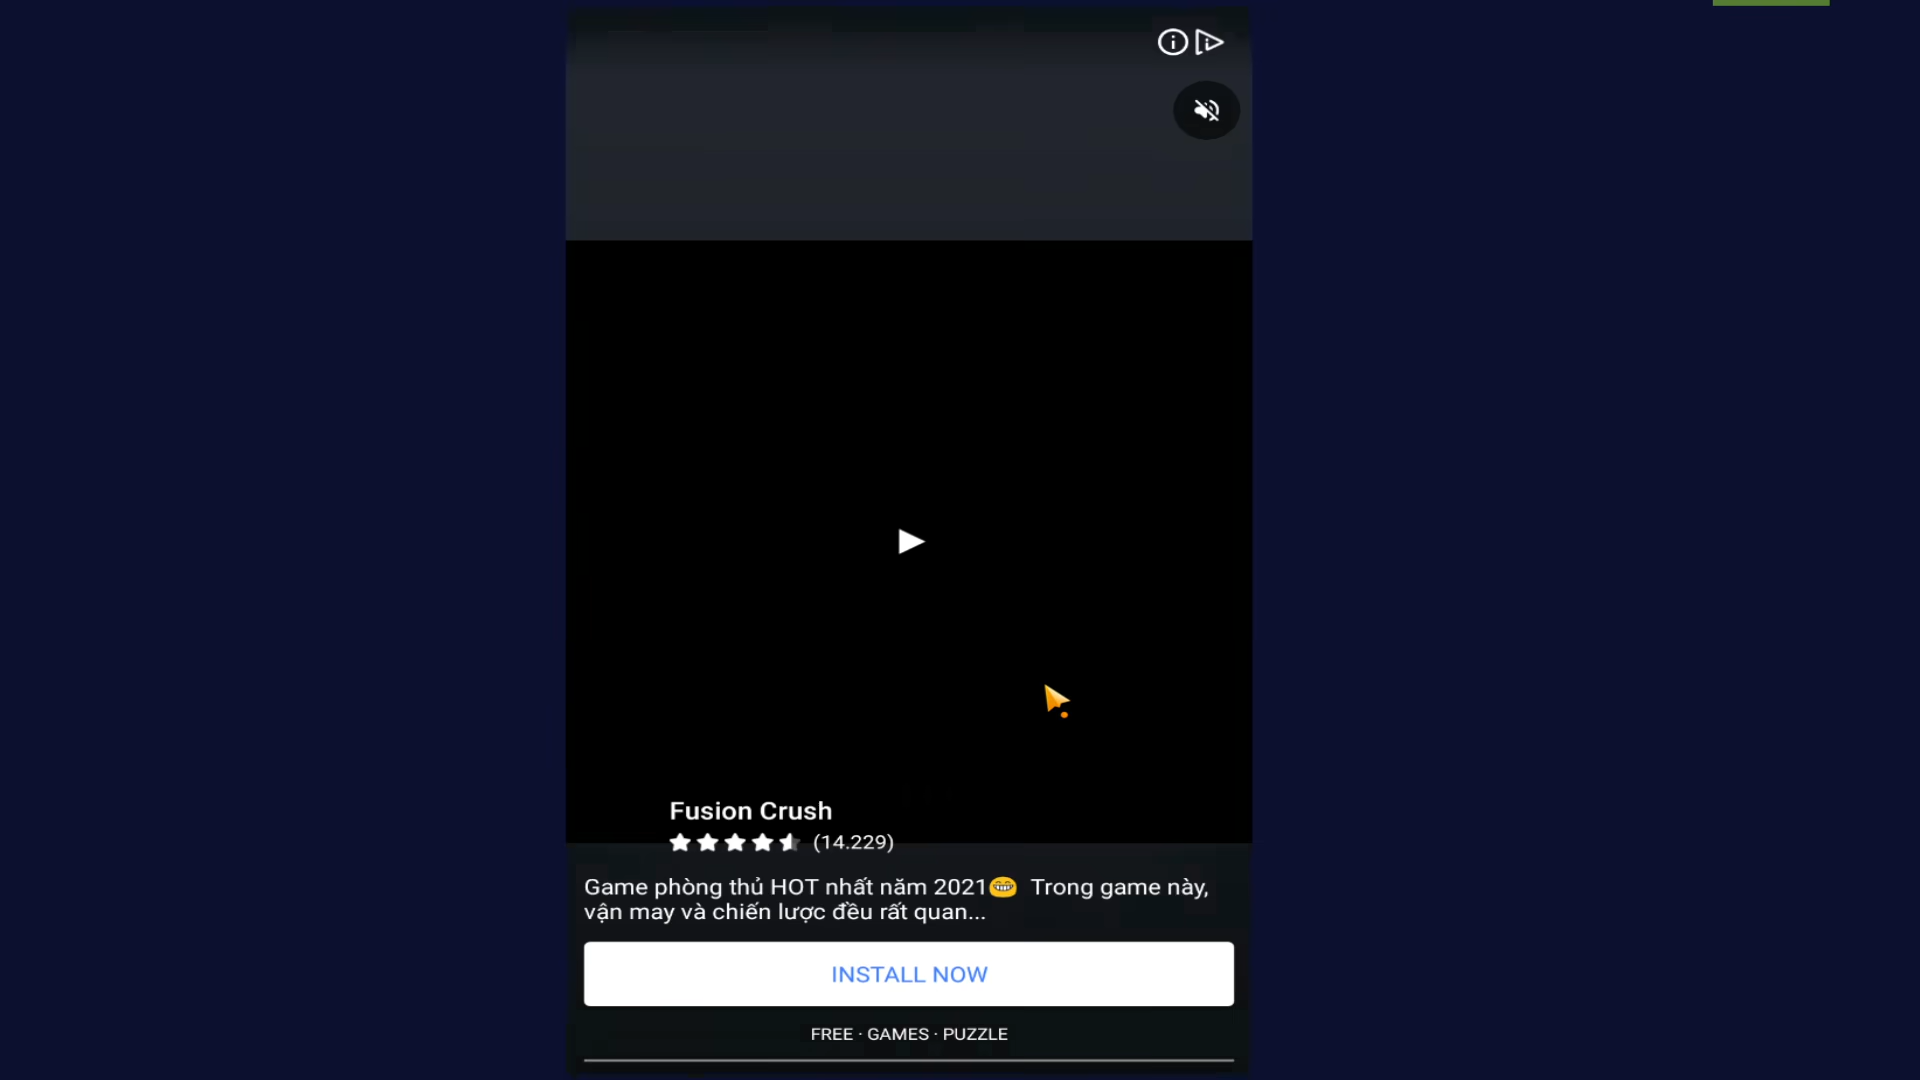 Fusion Crush
(14.229)
Game phòng thủ HOT nhất năm 2021😁 Trong game này,
vận may và chiến lược đều rất quan...
INSTALL NOW
FREE · GAMES · PUZZLE